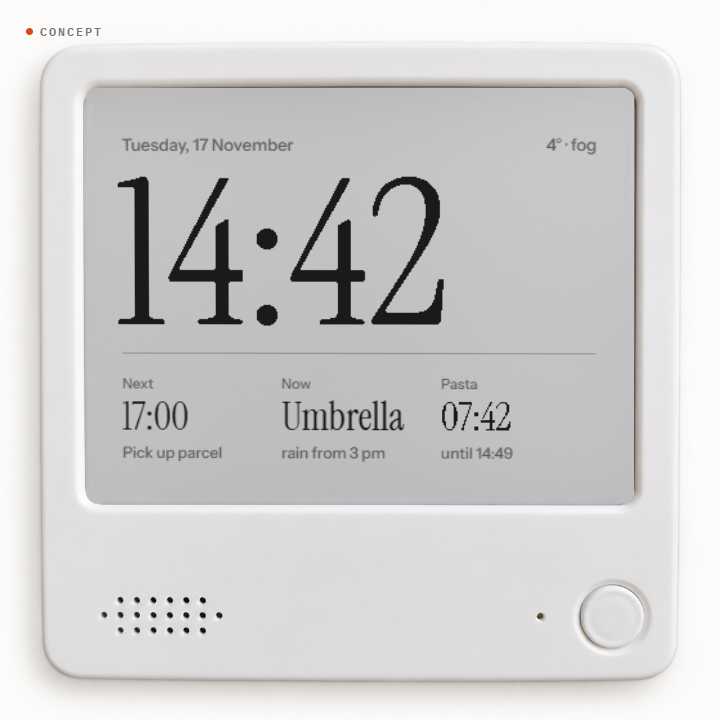 CONCEPT
Tuesday, 17 November
4° · fog
14:42
Next
17:00
Pick up parcel
Now
Umbrella
rain from 3 pm
Pasta
07:42
until 14:49